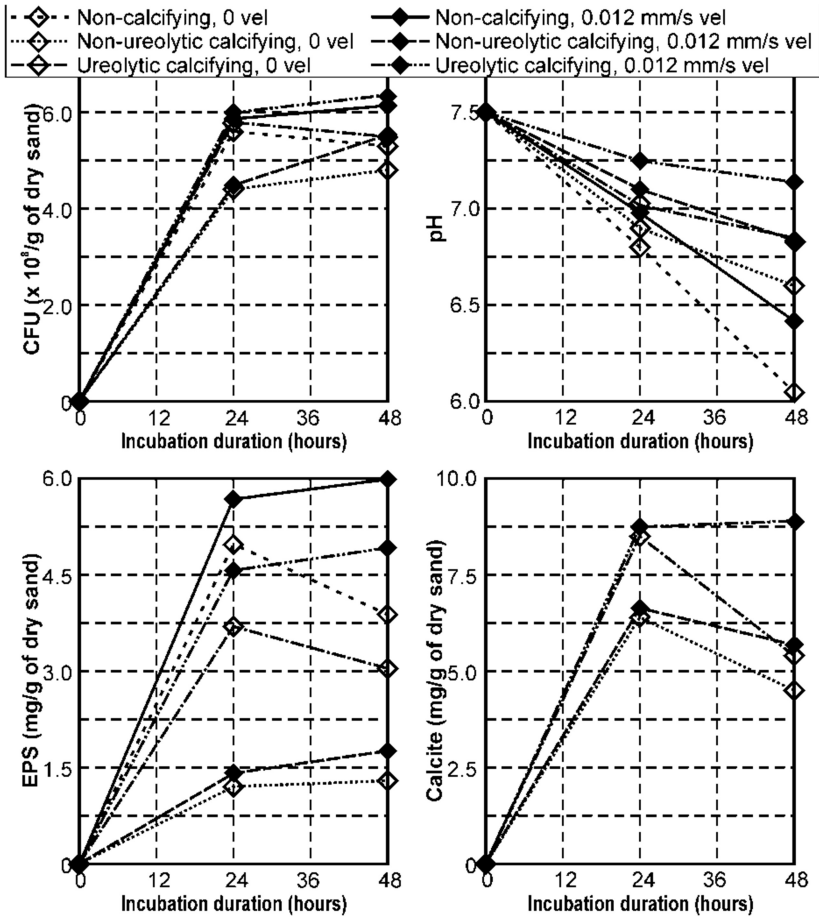 Non-calcifying, 0 vel
Non-calcifying, 0.012 mm/s vel
Non-ureolytic calcifying, 0 vel
Non-ureolytic calcifying, 0.012 mm/s vel
Ureolytic calcifying, 0 vel
Ureolytic calcifying, 0.012 mm/s vel
CFU (x 10⁸/g of dry sand)
6.0
4.0
2.0
0
0 12 24 36 48
Incubation duration (hours)
pH
7.5
7.0
6.5
6.0
0 12 24 36 48
Incubation duration (hours)
EPS (mg/g of dry sand)
6.0
4.5
3.0
1.5
0
0 12 24 36 48
Incubation duration (hours)
Calcite (mg/g of dry sand)
10.0
7.5
5.0
2.5
0
0 12 24 36 48
Incubation duration (hours)